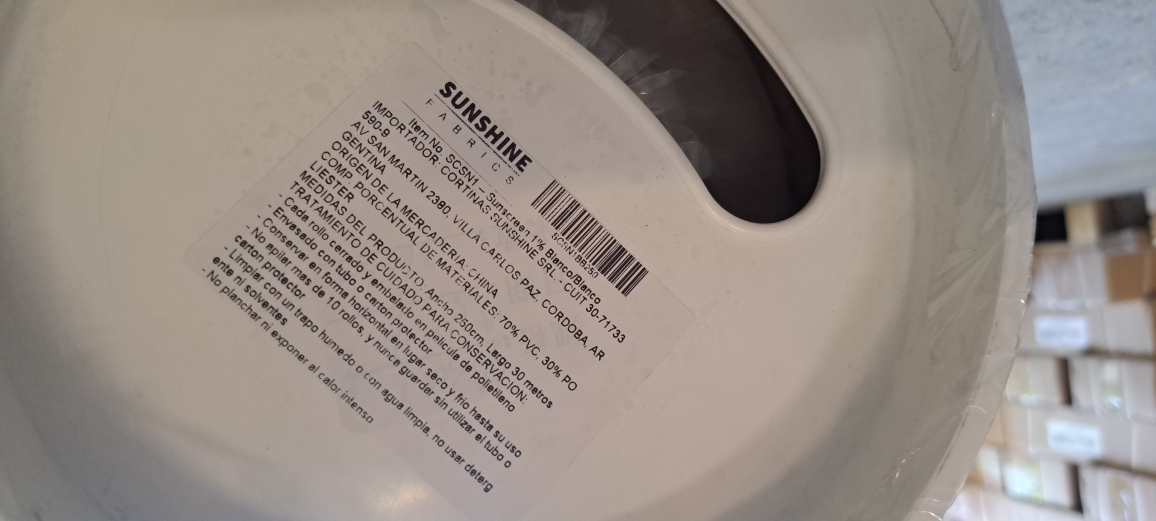 SUNSHINE
FABRICS
SCSN1BB250
Item No. SCSN1 – Sunscreen 1% Blanco/Blanco
IMPORTADOR: CORTINAS SUNSHINE SRL - CUIT 30-71733
590-9
AV SAN MARTIN 2380, VILLA CARLOS PAZ, CORDOBA, AR
GENTINA
ORIGEN DE LA MERCADERIA: CHINA
COMP. PORCENTUAL DE MATERIALES: 70% PVC, 30% PO
LIESTER
MEDIDAS DEL PRODUCTO: Ancho 250cm, Largo 30 metros
TRATAMIENTO DE CUIDADO PARA CONSERVACION:
- Cada rollo cerrado y embalado en pelicula de polietileno
- Envasado con tubo o carton protector
- Conservar en forma horizontal en lugar seco y frio hasta su uso
- No apilar mas de 10 rollos, y nunca guardar sin utilizar el tubo o
carton protector
- Limpiar con un trapo humedo o con agua limpia, no usar deterg
ente ni solventes
- No planchar ni exponer al calor intenso